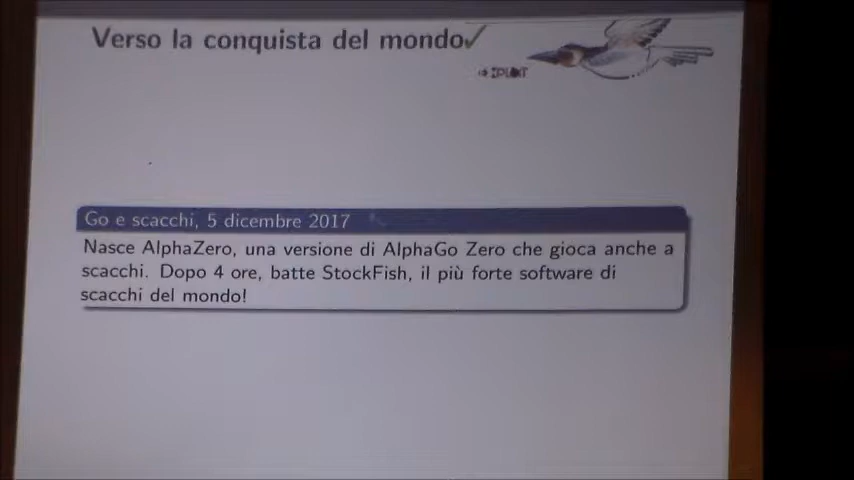 Verso la conquista del mondo✓
Go e scacchi, 5 dicembre 2017
Nasce AlphaZero, una versione di AlphaGo Zero che gioca anche a
scacchi. Dopo 4 ore, batte StockFish, il più forte software di
scacchi del mondo!